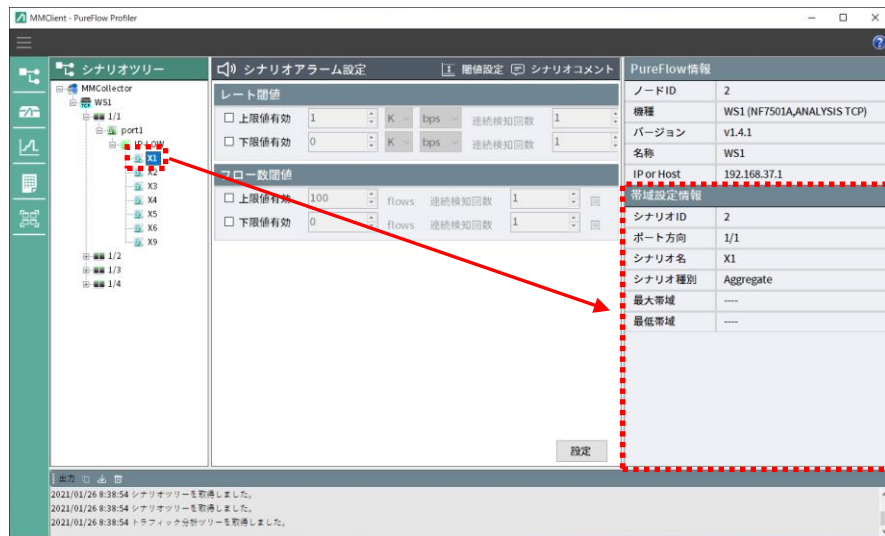 MMClient - PureFlow Profiler
シナリオツリー
MMCollector
WS1
1/1
port1
IP-LOW
X1
X2
X3
X4
X5
X6
X9
1/2
1/3
1/4
シナリオアラーム設定 閾値設定 シナリオコメント
レート閾値
上限値有効 1 K bps 連続検知回数 1
下限値有効 0 K bps 連続検知回数 1
フロー数閾値
上限値有効 100 flows 連続検知回数 1 回
下限値有効 0 flows 連続検知回数 1 回
設定
PureFlow情報
ノードID 2
機種 WS1 (NF7501A,ANALYSIS TCP)
バージョン v1.4.1
名称 WS1
IP or Host 192.168.37.1
帯域設定情報
シナリオID 2
ポート方向 1/1
シナリオ名 X1
シナリオ種別 Aggregate
最大帯域 ----
最低帯域 ----
出力
2021/01/26 8:38:54 シナリオツリーを取得しました。
2021/01/26 8:38:54 シナリオツリーを取得しました。
2021/01/26 8:38:54 トラフィック分析ツリーを取得しました。